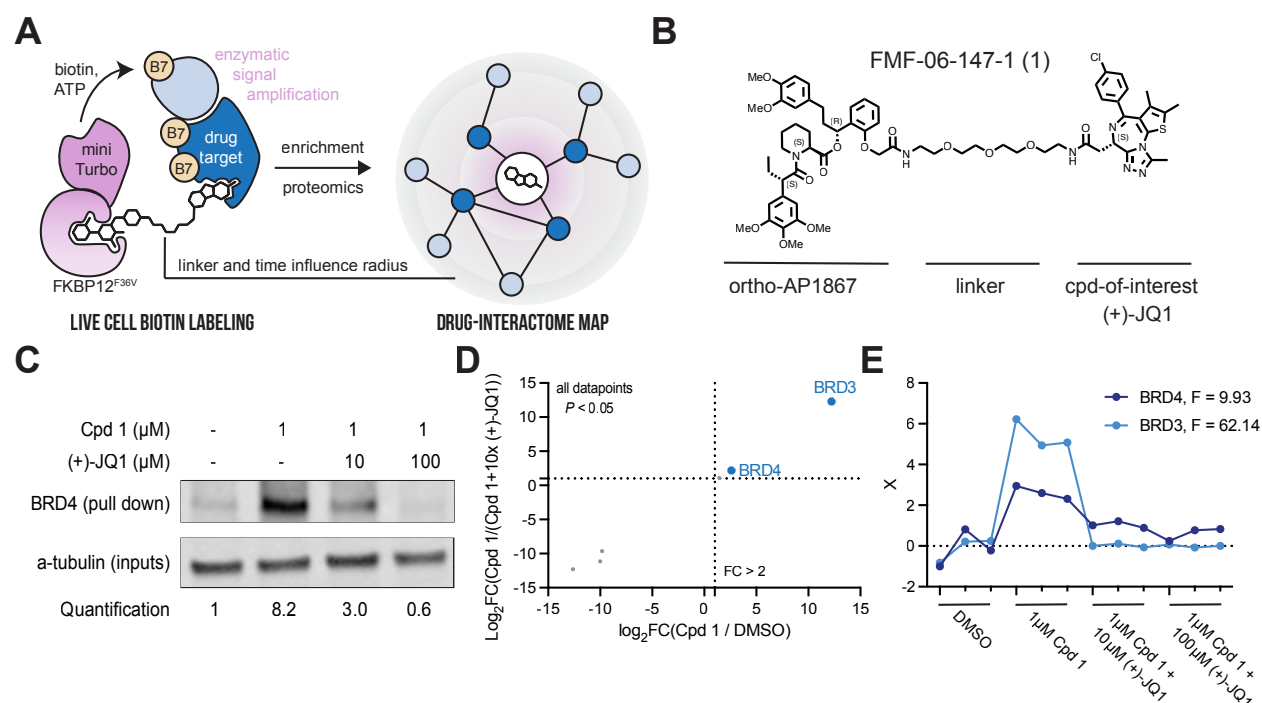 A
biotin,
ATP
B7
enzymatic
signal
amplification
B7
B7
drug
target
mini
Turbo
FKBP12F36V
enrichment
proteomics
linker and time influence radius
LIVE CELL BIOTIN LABELING
DRUG-INTERACTOME MAP
B
FMF-06-147-1 (1)
MeO
MeO
(R)
O
O
(S)
N
O
O
(S)
MeO
OMe
OMe
O
N
H
O
O
O
N
H
O
(S)
Cl
N
S
N
N N
ortho-AP1867
linker
cpd-of-interest
(+)-JQ1
C
Cpd 1 (µM) - 1 1 1
(+)-JQ1 (µM) - - 10 100
BRD4 (pull down)
a-tubulin (inputs)
Quantification 1 8.2 3.0 0.6
D
Log2FC(Cpd 1/(Cpd 1+10x (+)-JQ1))
15
10
5
0
-5
-10
-15
all datapoints
P < 0.05
BRD3
BRD4
FC > 2
-15 -10 -5 0 5 10 15
log2FC(Cpd 1 / DMSO)
E
X
8
6
4
2
0
-2
BRD4, F = 9.93
BRD3, F = 62.14
DMSO
1µM Cpd 1
1µM Cpd 1 +
10µM (+)-JQ1
1µM Cpd 1 +
100µM (+)-JQ1